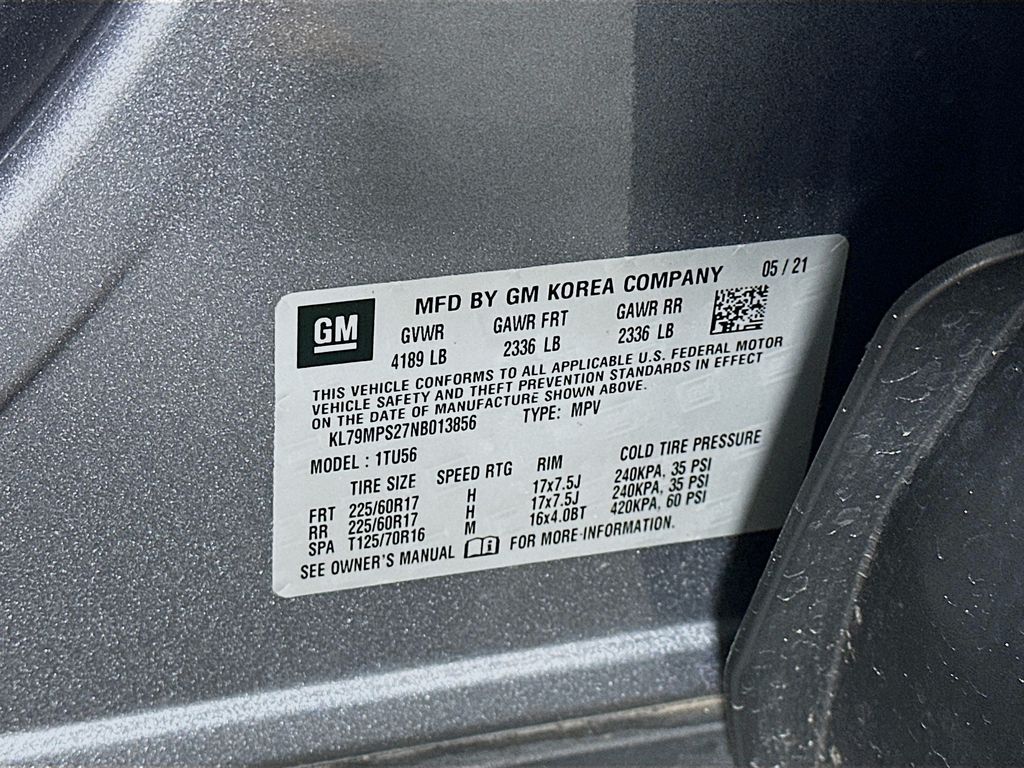 GM
MFD BY GM KOREA COMPANY 05 / 21
GVWR GAWR FRT GAWR RR
4189 LB 2336 LB 2336 LB
THIS VEHICLE CONFORMS TO ALL APPLICABLE U.S. FEDERAL MOTOR
VEHICLE SAFETY AND THEFT PREVENTION STANDARDS IN EFFECT
ON THE DATE OF MANUFACTURE SHOWN ABOVE.
KL79MPS27NB013856 TYPE: MPV
MODEL : 1TU56
TIRE SIZE SPEED RTG RIM COLD TIRE PRESSURE
FRT 225/60R17 H 17x7.5J 240KPA, 35 PSI
RR 225/60R17 H 17x7.5J 240KPA, 35 PSI
SPA T125/70R16 M 16x4.0BT 420KPA, 60 PSI
SEE OWNER'S MANUAL FOR MORE INFORMATION.